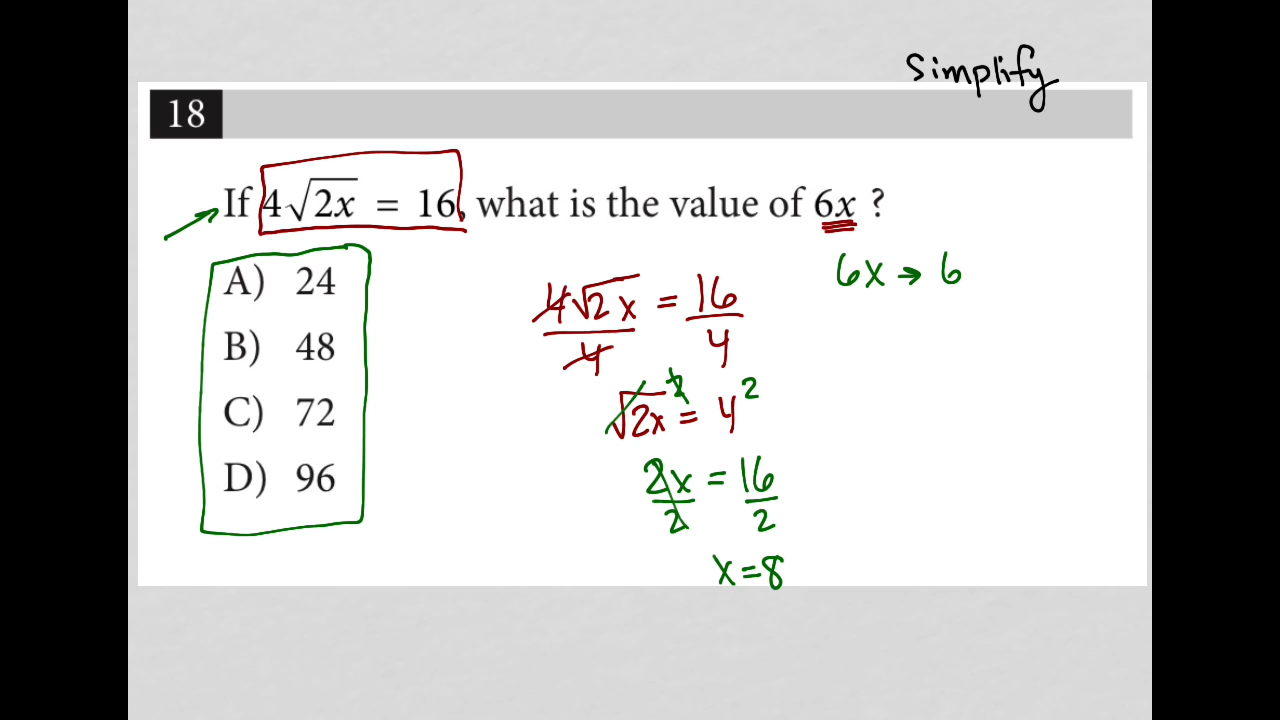 Simplify
18
If 4√2x = 16, what is the value of 6x ?
A) 24
B) 48
C) 72
D) 96
6x → 6
4√2x = 16
4 4
√2x² = 4²
2x = 16
2 2
x = 8